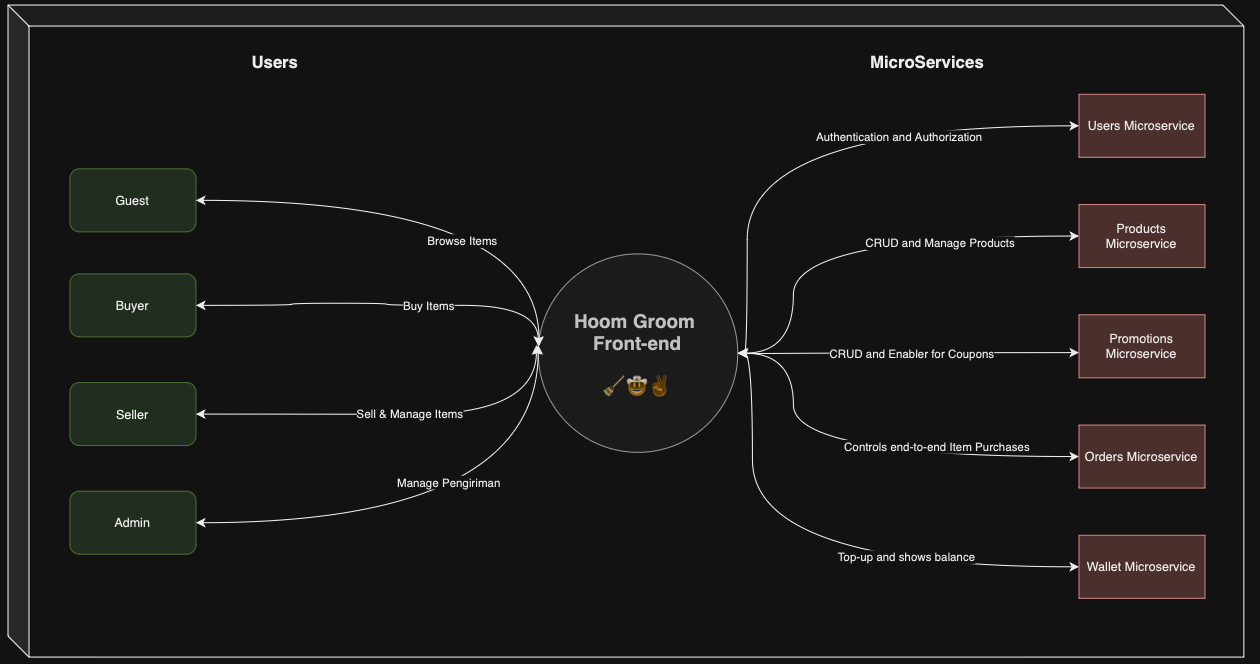 Users
MicroServices
Guest
Buyer
Seller
Admin
Browse Items
Buy Items
Sell & Manage Items
Manage Pengiriman
Hoom Groom
Front-end
🧹🤠✌
Authentication and Authorization
CRUD and Manage Products
CRUD and Enabler for Coupons
Controls end-to-end Item Purchases
Top-up and shows balance
Users Microservice
Products
Microservice
Promotions
Microservice
Orders Microservice
Wallet Microservice